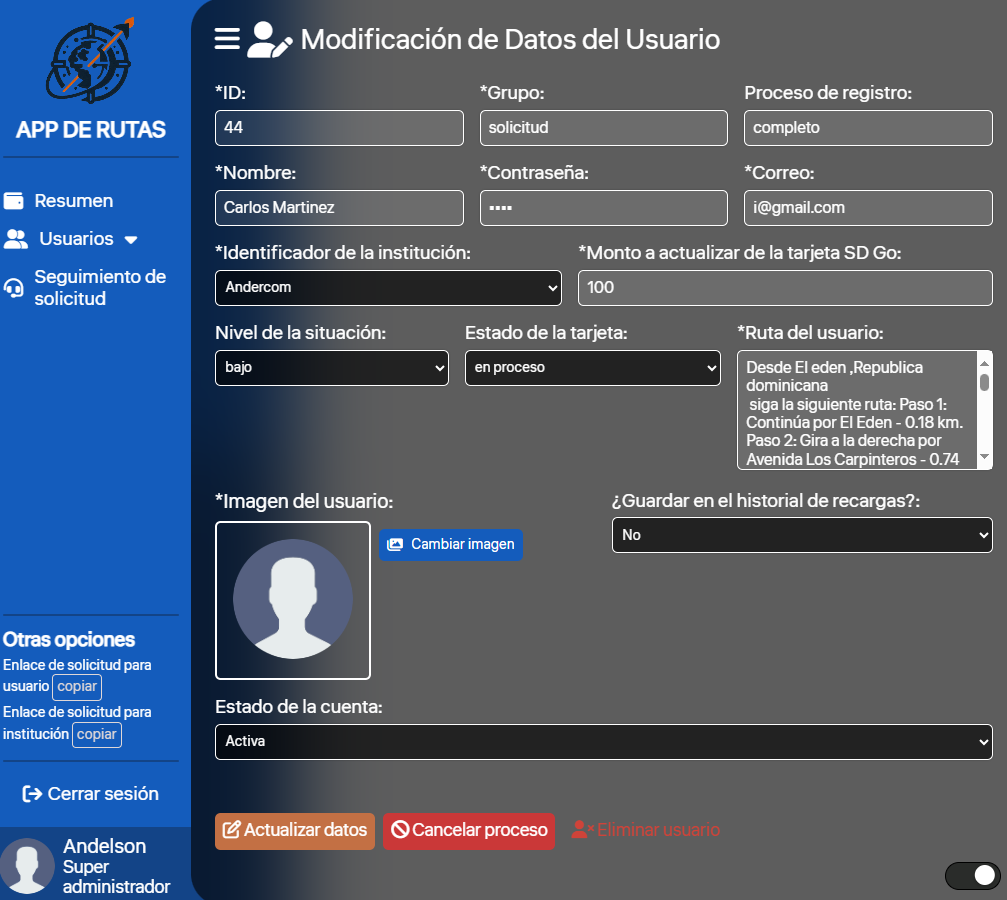 APP DE RUTAS
Resumen
Usuarios
Seguimiento de
solicitud
Otras opciones
Enlace de solicitud para
usuario copiar
Enlace de solicitud para
institución copiar
Cerrar sesión
Andelson
Super
administrador
Modificación de Datos del Usuario
*ID:
44
*Grupo:
solicitud
Proceso de registro:
completo
*Nombre:
Carlos Martinez
*Contraseña:
••••
*Correo:
i@gmail.com
*Identificador de la institución:
Andercom
*Monto a actualizar de la tarjeta SD Go:
100
Nivel de la situación:
bajo
Estado de la tarjeta:
en proceso
*Ruta del usuario:
Desde El eden ,Republica
dominicana
siga la siguiente ruta: Paso 1:
Continúa por El Eden - 0.18 km.
Paso 2: Gira a la derecha por
Avenida Los Carpinteros - 0.74
*Imagen del usuario:
Cambiar imagen
¿Guardar en el historial de recargas?:
No
Estado de la cuenta:
Activa
Actualizar datos
Cancelar proceso
Eliminar usuario